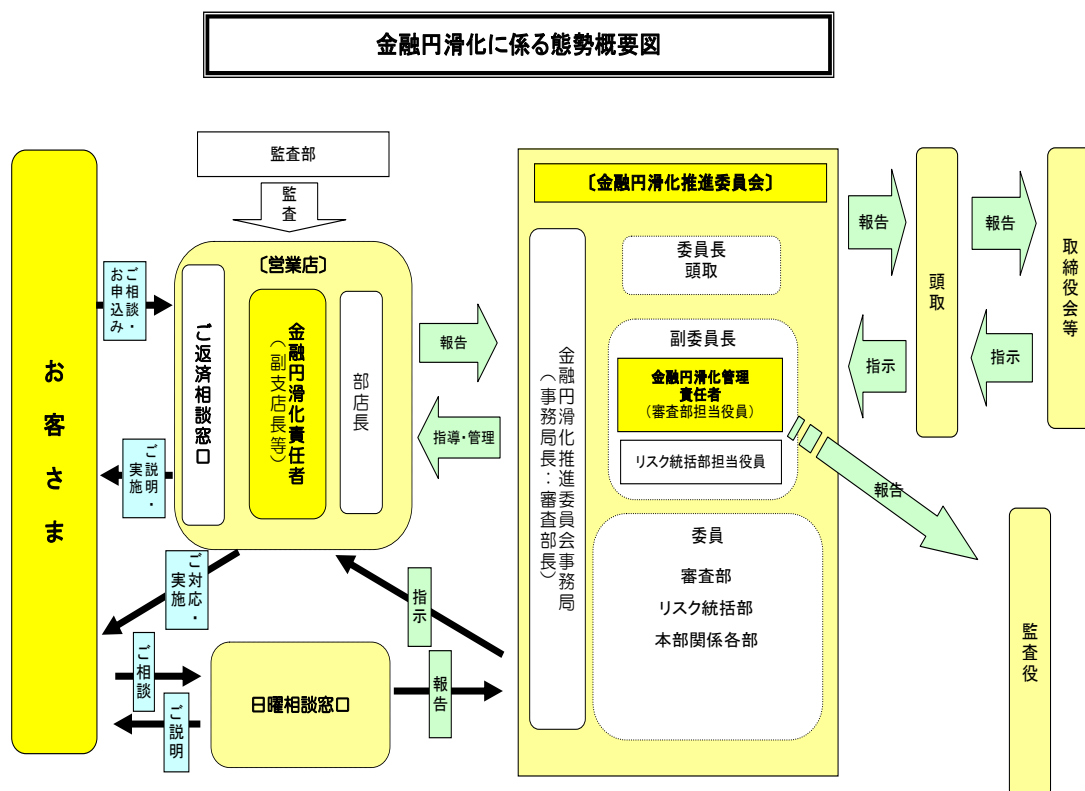 金融円滑化に係る態勢概要図
お客さま
監査部
監査
ご相談・
お申込み
ご説明・
実施
ご対応・
実施
ご相談
ご説明
〔営業店〕
ご返済相談窓口
金融円滑化責任者
（副支店長等）
部店長
日曜相談窓口
報告
指導・管理
指示
報告
〔金融円滑化推進委員会〕
金融円滑化推進委員会事務局
（事務局長：審査部長）
委員長
頭取
副委員長
金融円滑化管理
責任者
（審査部担当役員）
リスク統括部担当役員
委員
審査部
リスク統括部
本部関係各部
報告
指示
頭取
報告
指示
取締役会等
報告
監査役